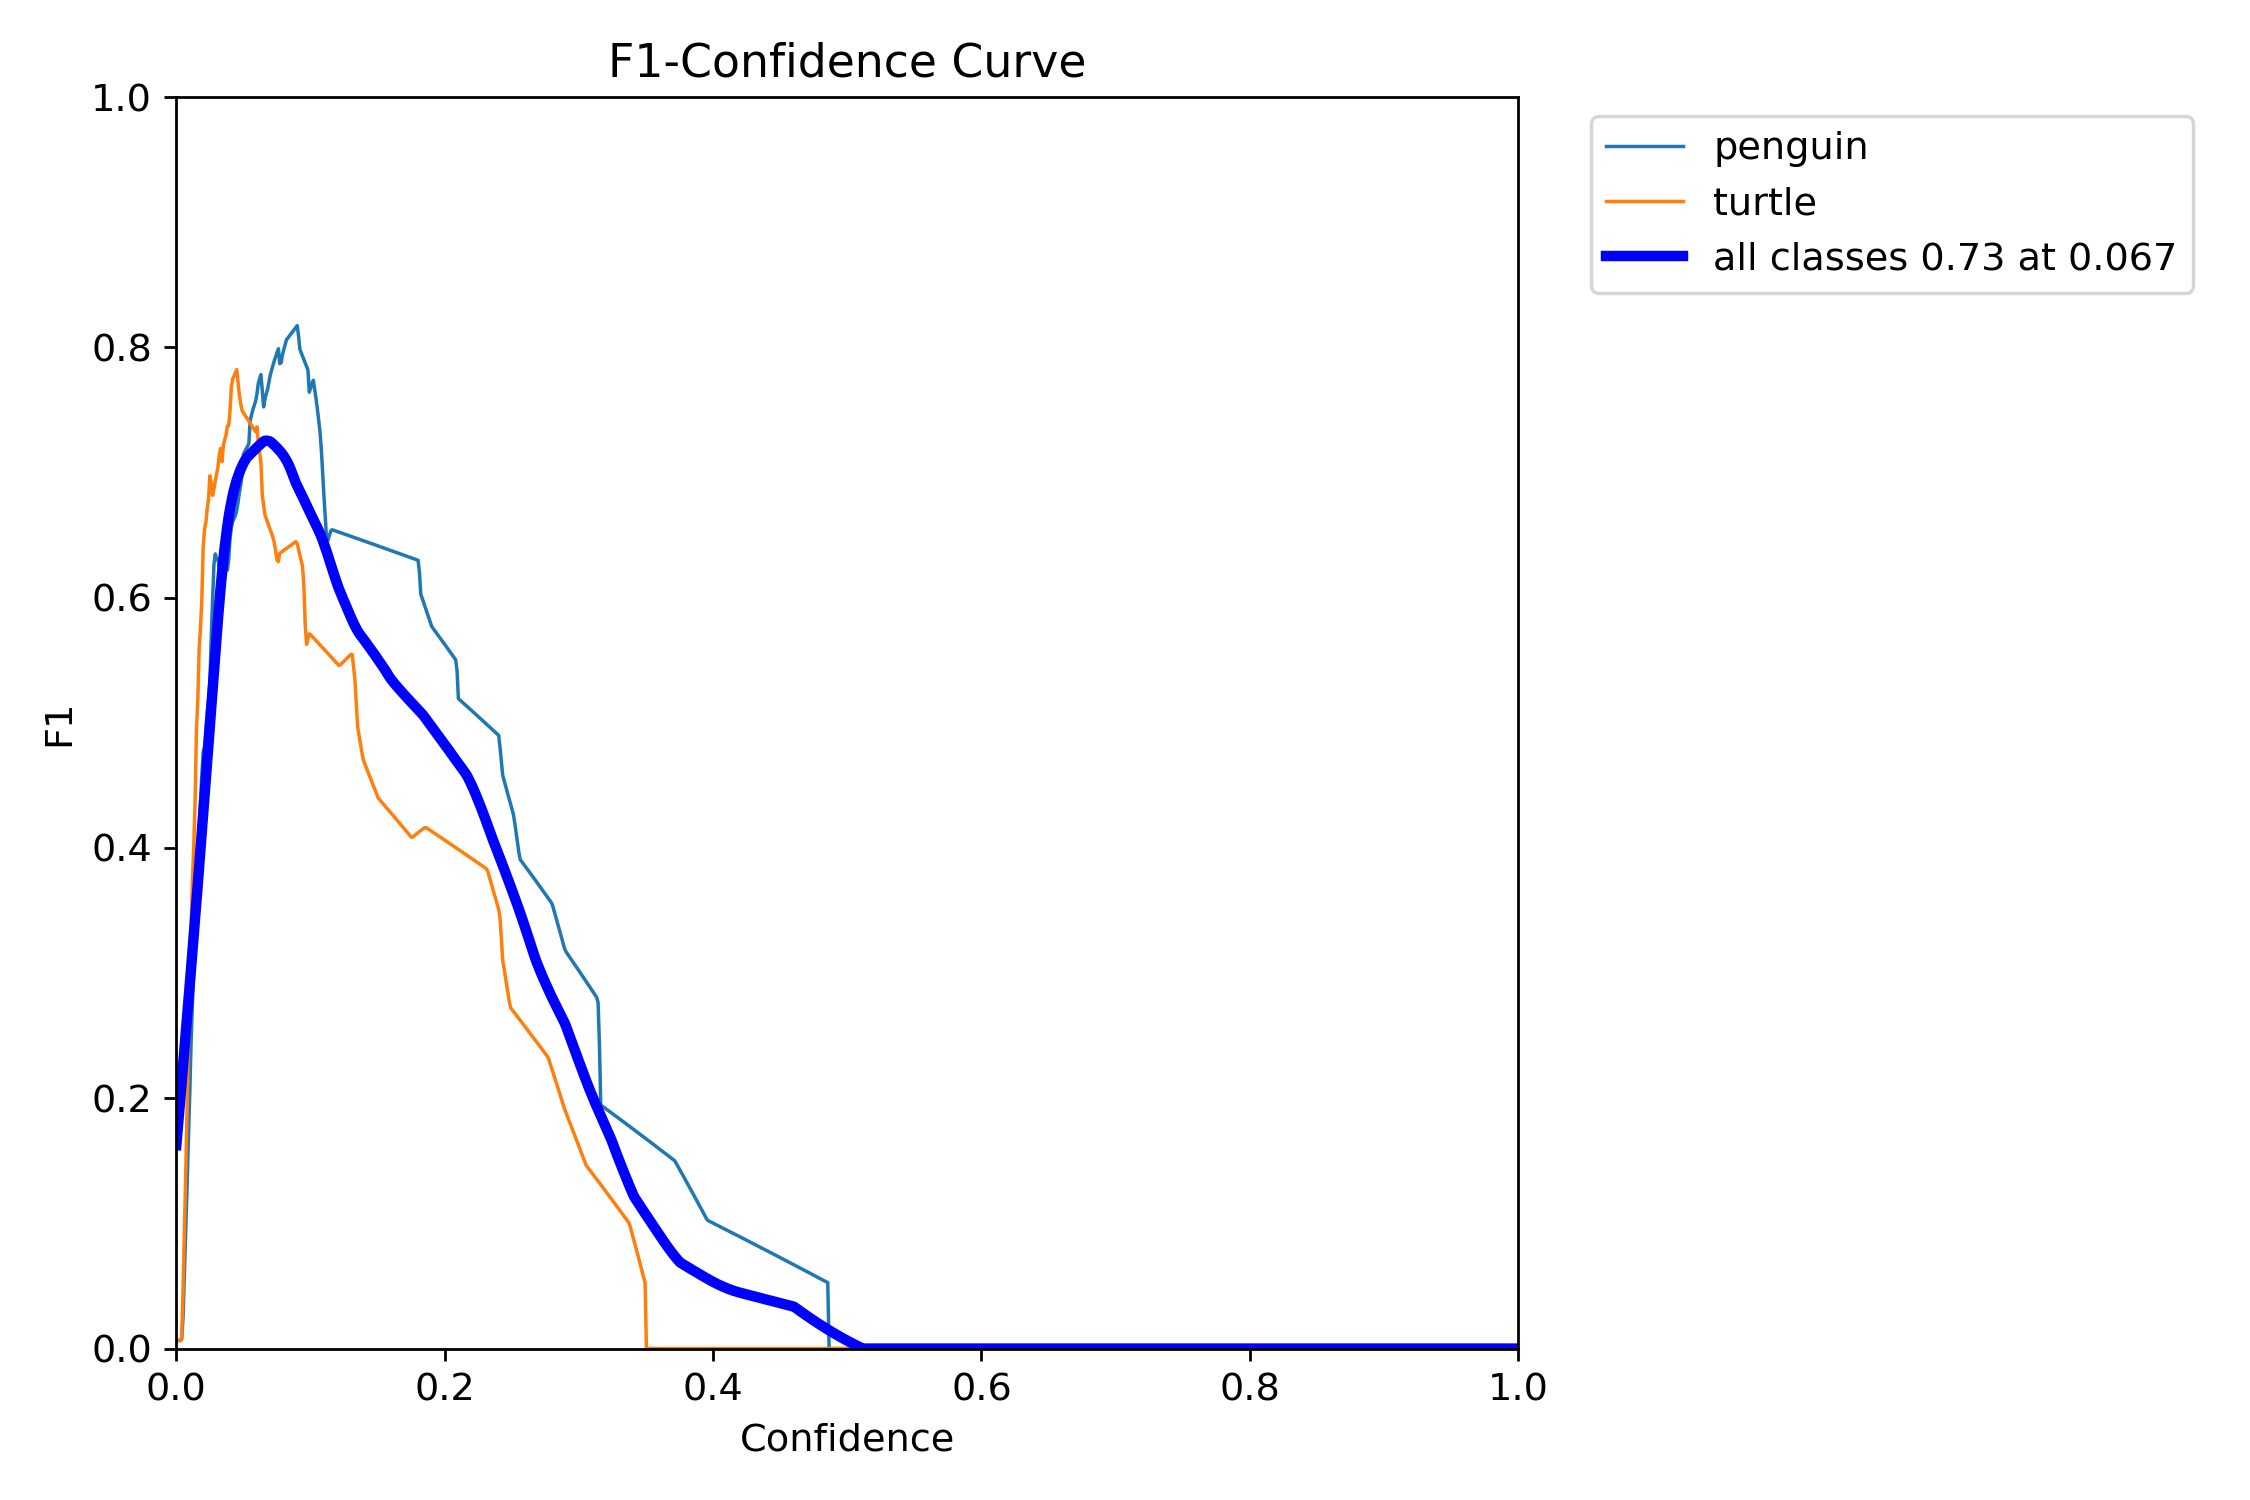 F1-Confidence Curve
1.0
0.8
0.6
0.4
0.2
0.0
F1
0.0 0.2 0.4 0.6 0.8 1.0
Confidence
penguin
turtle
all classes 0.73 at 0.067